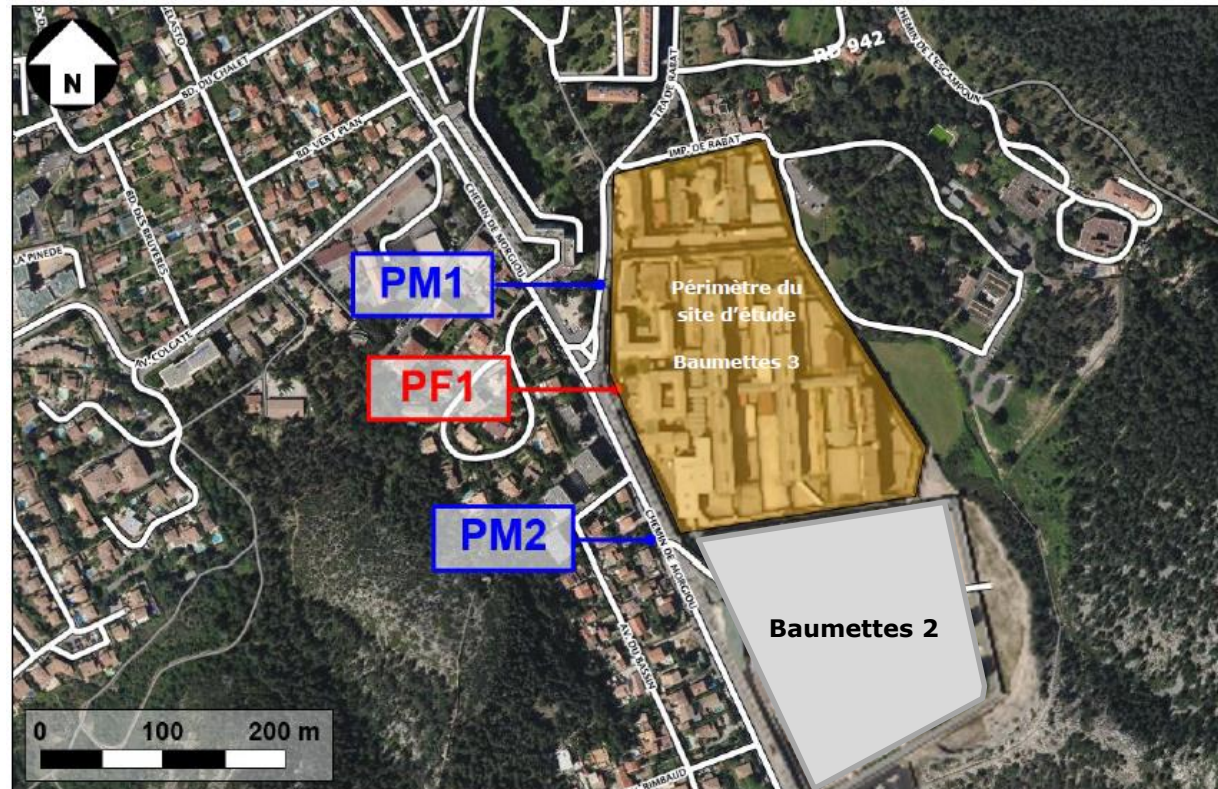 N
BD. DU CHALET
BD. VERT PLAN
BD. DES BRUYERES
LA PINEDE
AV. COLGATE
CHEMIN DE MORGIOU
TRA DE RABAT
RD 942
CHEMIN DE L'ESCAMPOUN
IMP. DE RABAT
PM1
Périmètre du
site d'étude
Baumettes 3
PF1
PM2
CHEMIN DE MORGIOU
AV. DU BASSIN
Baumettes 2
RIMBAUD
0 100 200 m